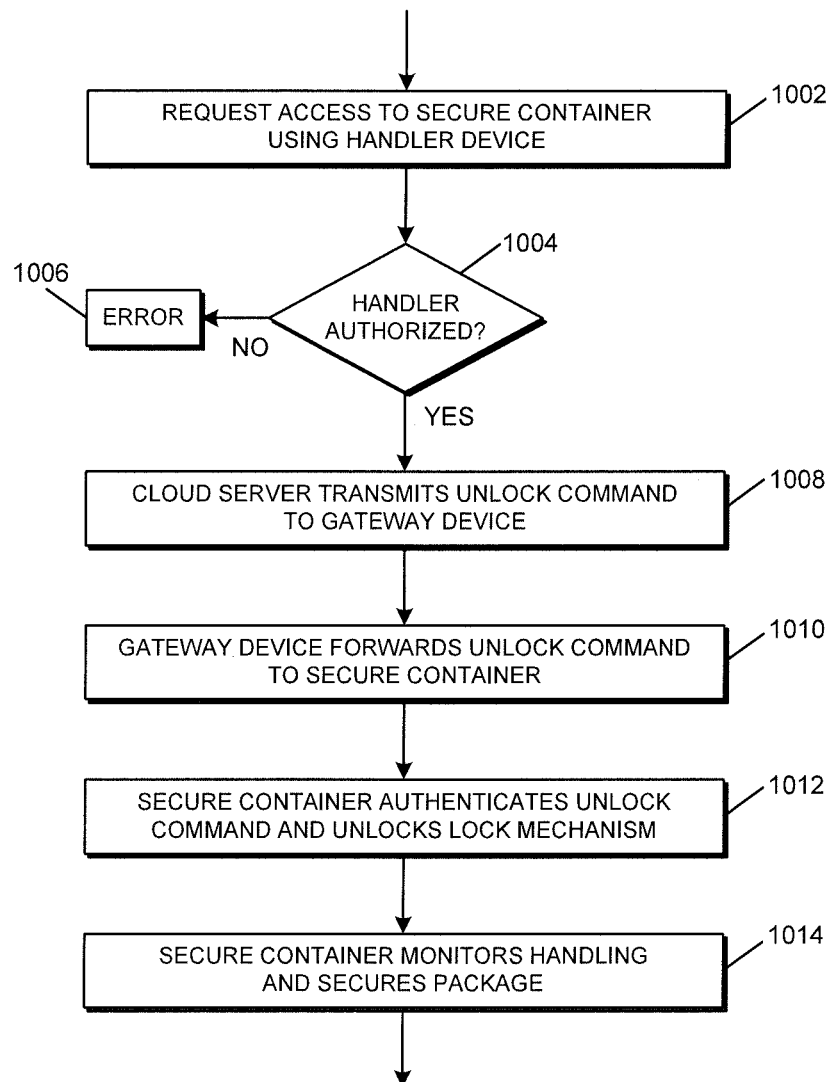 REQUEST ACCESS TO SECURE CONTAINER
USING HANDLER DEVICE
1002
1004
HANDLER
AUTHORIZED?
1006
ERROR
NO
YES
CLOUD SERVER TRANSMITS UNLOCK COMMAND
TO GATEWAY DEVICE
1008
GATEWAY DEVICE FORWARDS UNLOCK COMMAND
TO SECURE CONTAINER
1010
SECURE CONTAINER AUTHENTICATES UNLOCK
COMMAND AND UNLOCKS LOCK MECHANISM
1012
SECURE CONTAINER MONITORS HANDLING
AND SECURES PACKAGE
1014